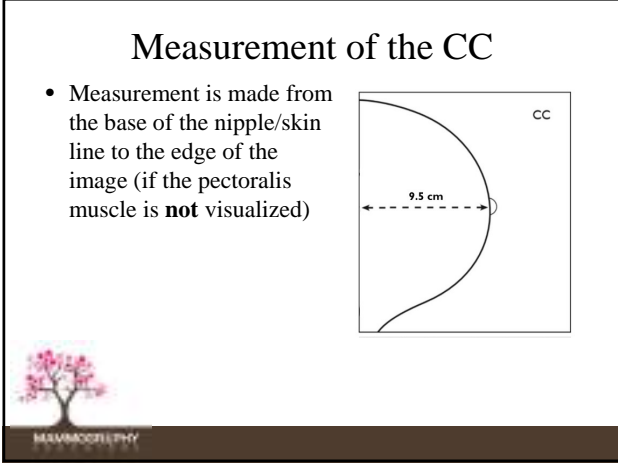 Measurement of the CC
• Measurement is made from
the base of the nipple/skin
line to the edge of the
image (if the pectoralis
muscle is not visualized)
CC
9.5 cm
MAMMOGRAPHY